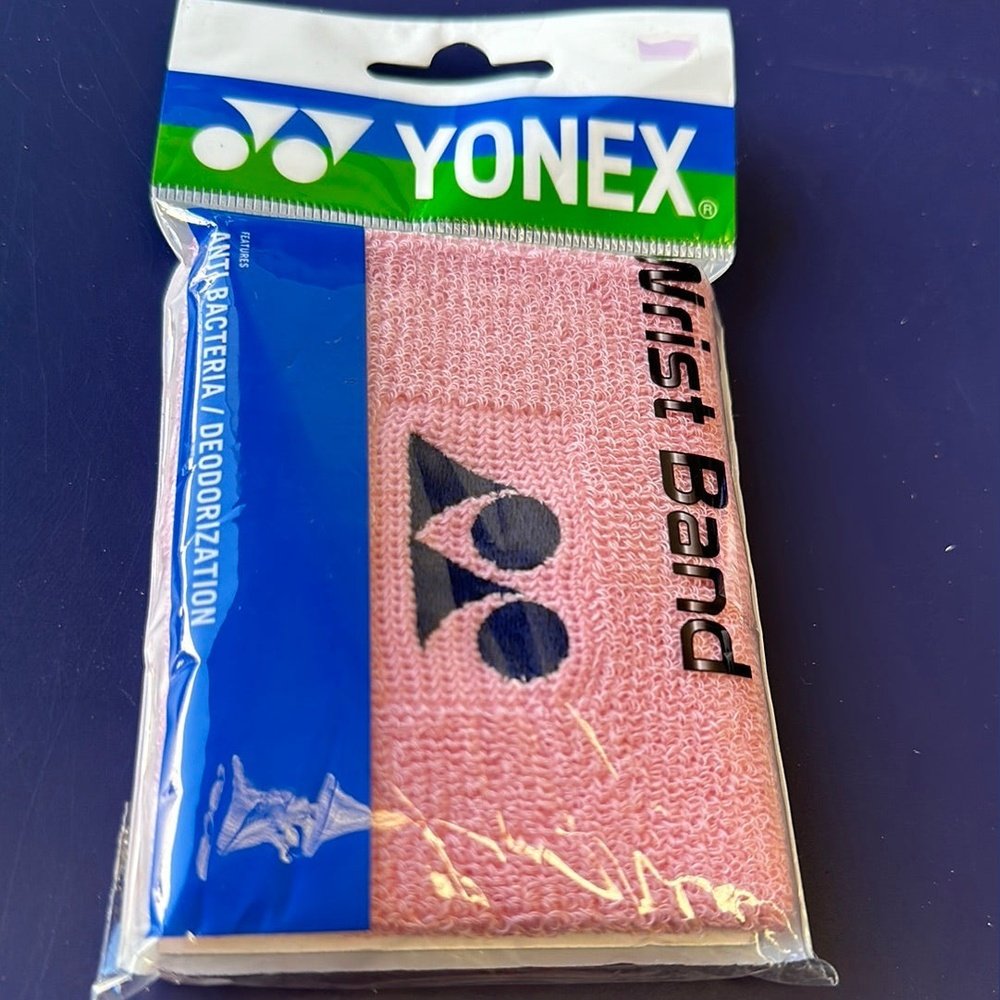 YONEX®
FEATURES
ANTI-BACTERIA / DEODORIZATION
Wrist Band